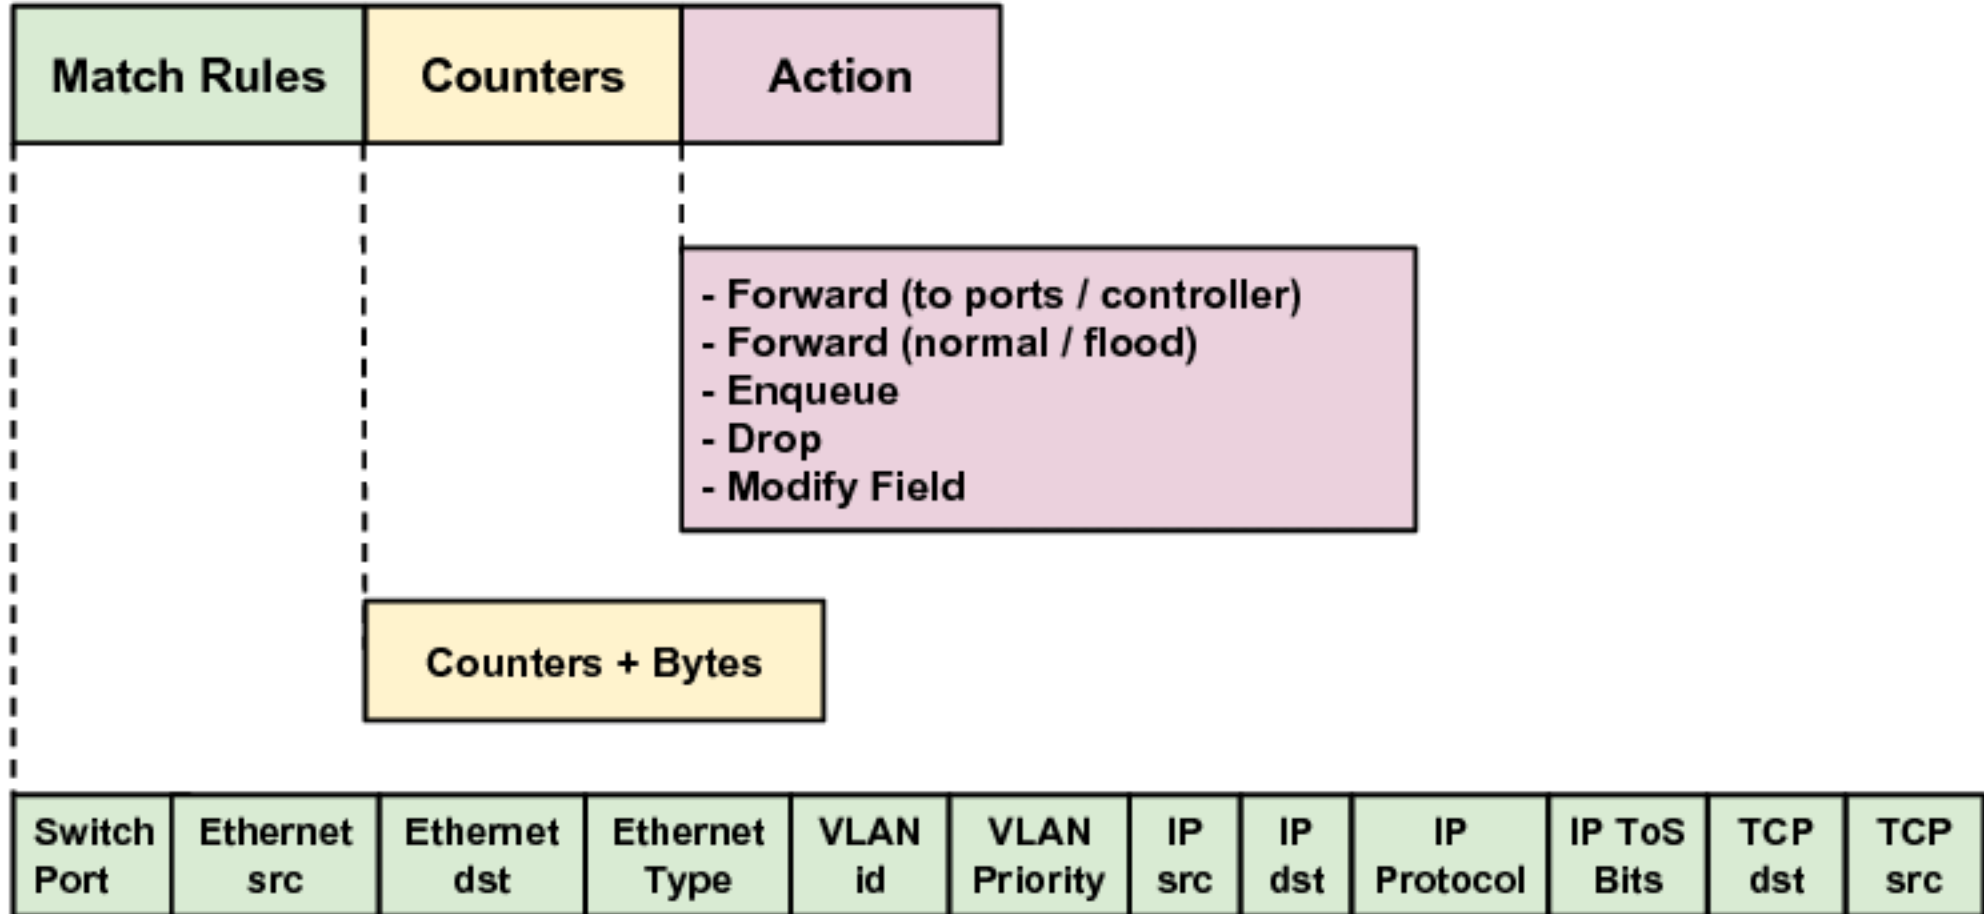 Match Rules
Counters
Action
- Forward (to ports / controller)
- Forward (normal / flood)
- Enqueue
- Drop
- Modify Field
Counters + Bytes
Switch
Port
Ethernet
src
Ethernet
dst
Ethernet
Type
VLAN
id
VLAN
Priority
IP
src
IP
dst
IP
Protocol
IP ToS
Bits
TCP
dst
TCP
src